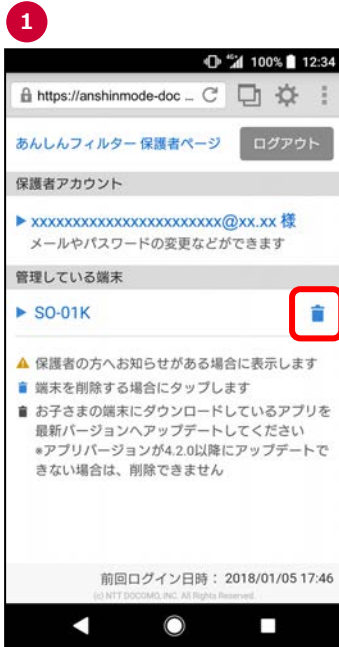 1
100% 12:34
https://anshinmode-doc ...
あんしんフィルター 保護者ページ ログアウト
保護者アカウント
▶ xxxxxxxxxxxxxxxxxxxxxxx@xx.xx 様
メールやパスワードの変更などができます
管理している端末
▶ SO-01K
保護者の方へお知らせがある場合に表示します
端末を削除する場合にタップします
お子さまの端末にダウンロードしているアプリを
最新バージョンへアップデートしてください
※アプリバージョンが4.2.0以降にアップデートで
きない場合は、削除できません
前回ログイン日時： 2018/01/05 17:46
(c) NTT DOCOMO, INC. All Rights Reserved.